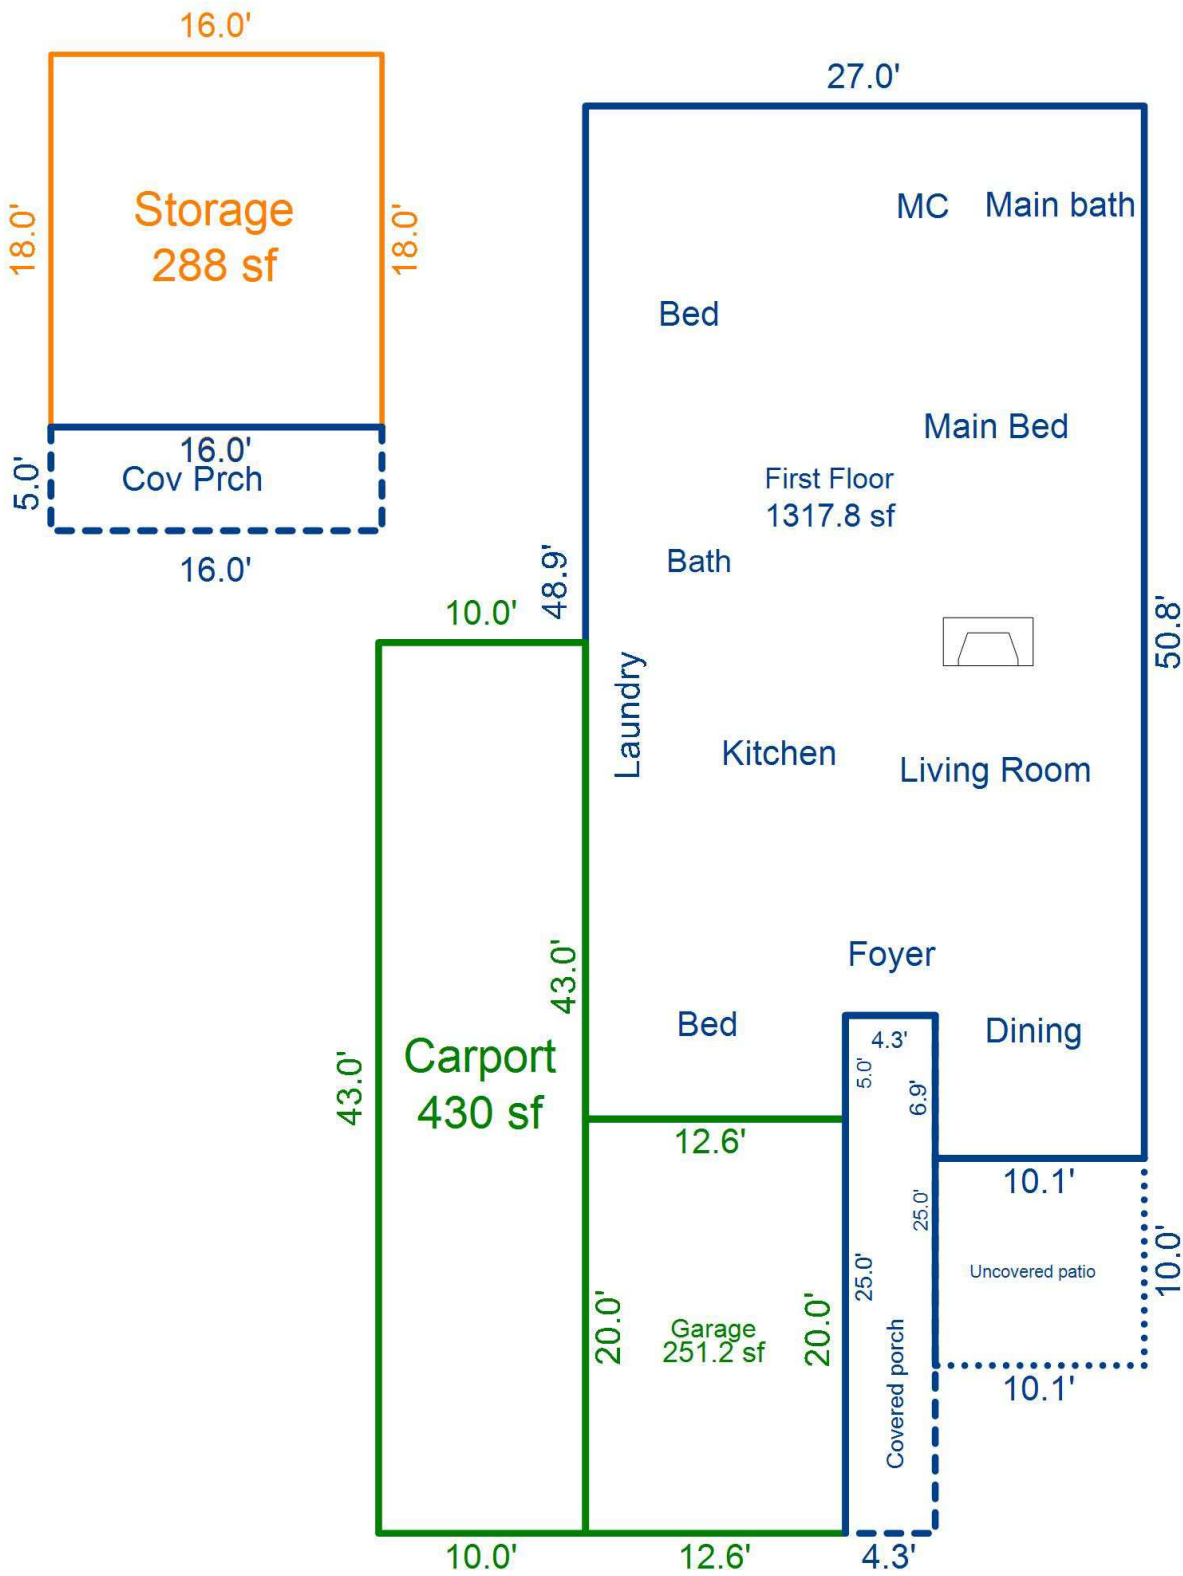 16.0'
27.0'
18.0'
Storage
288 sf
18.0'
MC
Main bath
Bed
Main Bed
16.0'
5.0'
Cov Prch
16.0'
First Floor
1317.8 sf
Bath
48.9'
10.0'
50.8'
Laundry
Kitchen
Living Room
43.0'
Foyer
Bed
Dining
4.3'
5.0'
6.9'
43.0'
Carport
430 sf
12.6'
10.1'
25.0'
25.0'
Uncovered patio
10.0'
20.0'
Garage
251.2 sf
20.0'
Covered porch
10.1'
10.0'
12.6'
4.3'